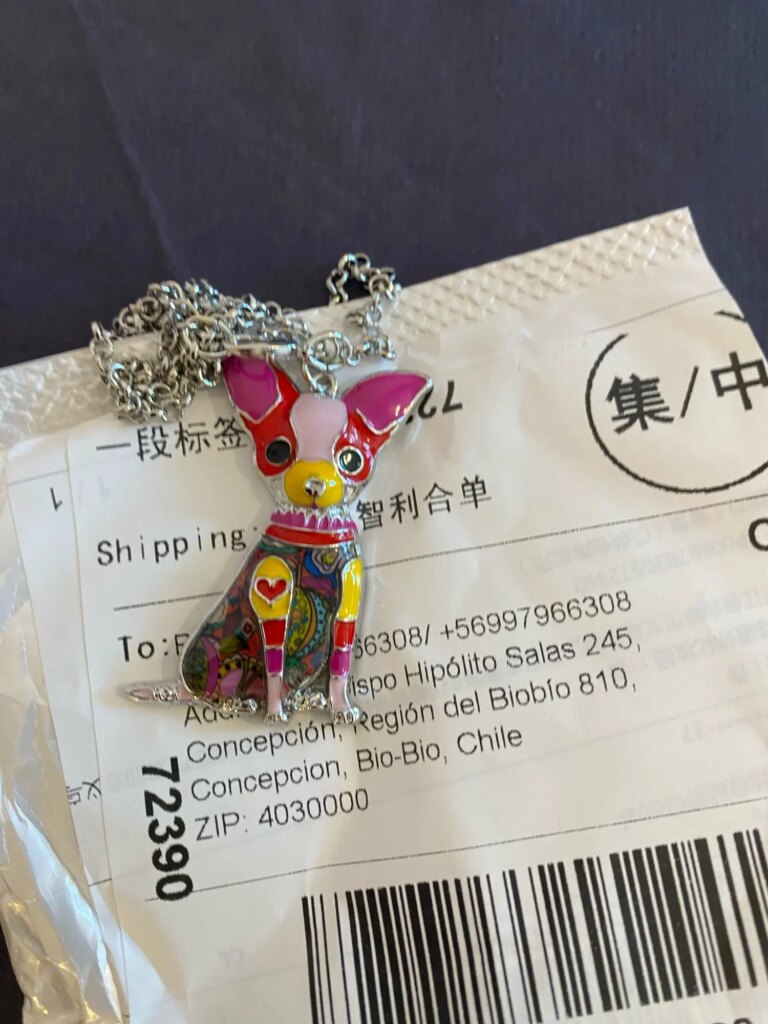 一段标签
集/中
智利合单
Shipping:
To: 66308/ +56997966308
ispo Hipólito Salas 245,
Concepción, Región del Biobío 810,
Concepcion, Bio-Bio, Chile
ZIP: 4030000
72390